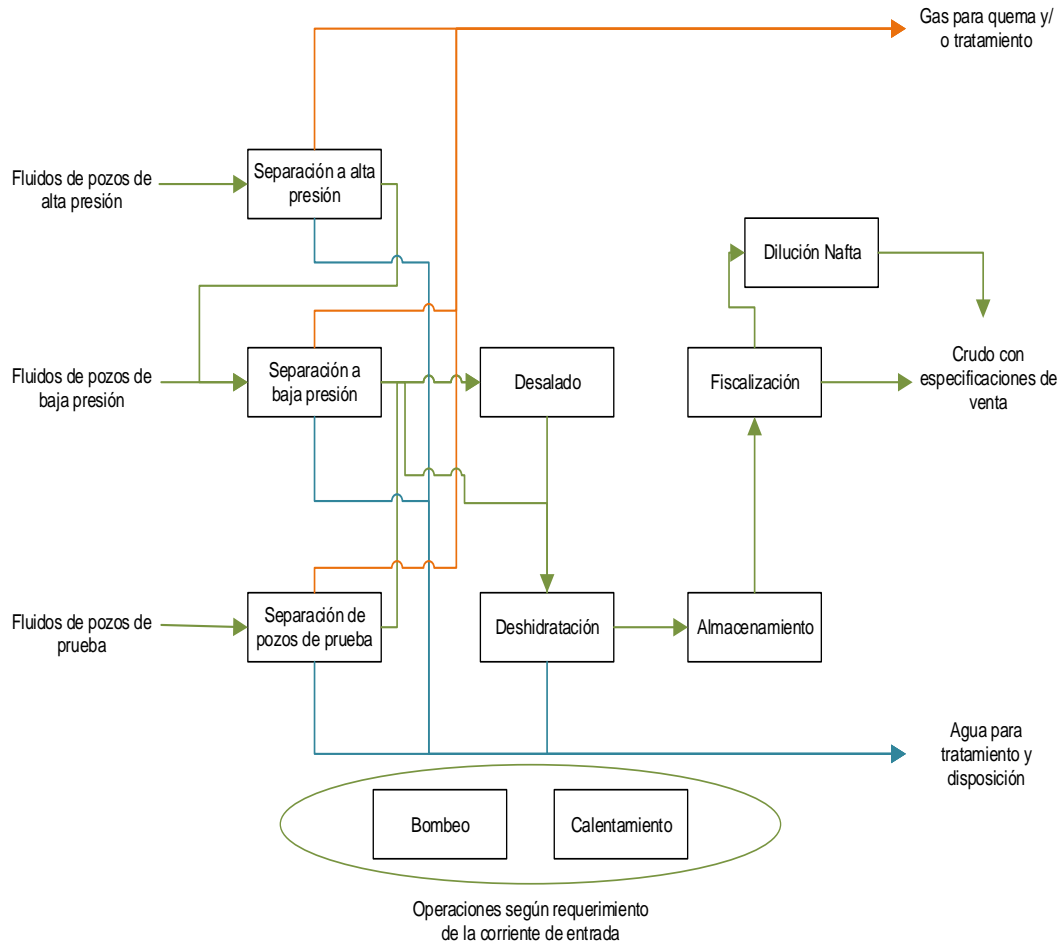 Gas para quema y/
o tratamiento
Fluidos de pozos de
alta presión
Separación a alta
presión
Dilución Nafta
Fluidos de pozos de
baja presión
Separación a
baja presión
Desalado
Fiscalización
Crudo con
especificaciones de
venta
Fluidos de pozos de
prueba
Separación de
pozos de prueba
Deshidratación
Almacenamiento
Agua para
tratamiento y
disposición
Bombeo
Calentamiento
Operaciones según requerimiento
de la corriente de entrada